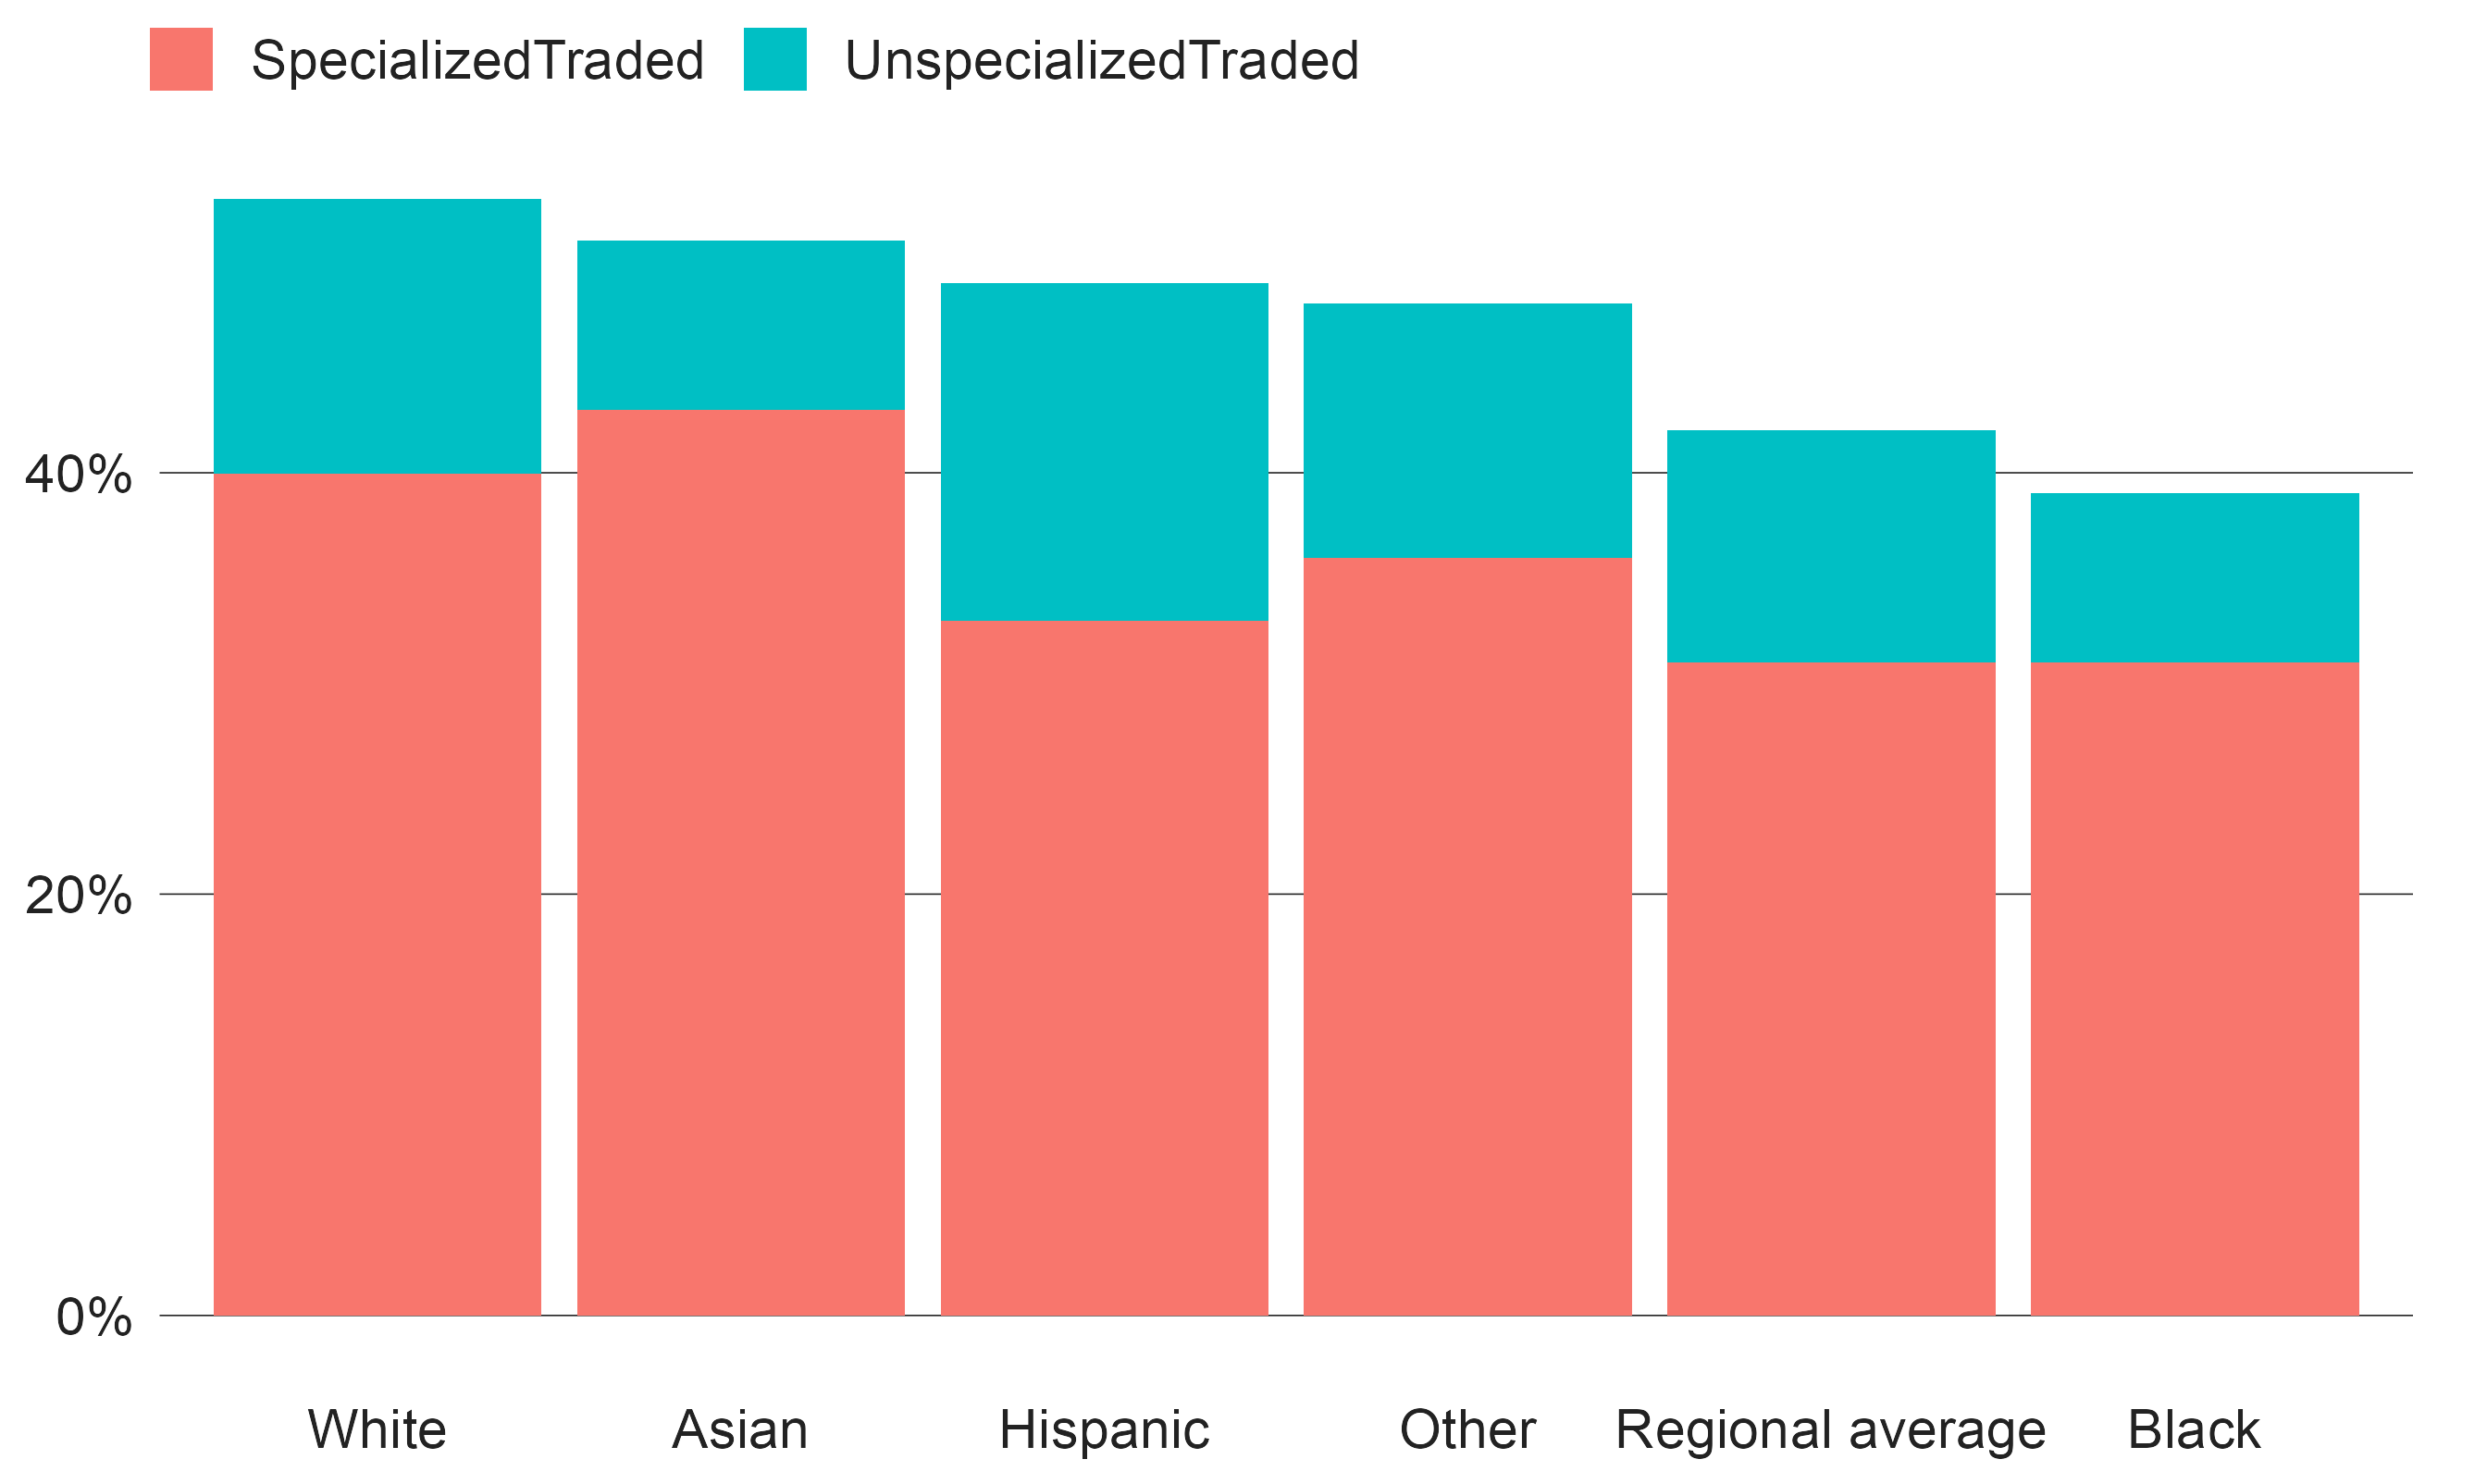 SpecializedTraded UnspecializedTraded
40%
20%
0%
White Asian Hispanic Other Regional average Black